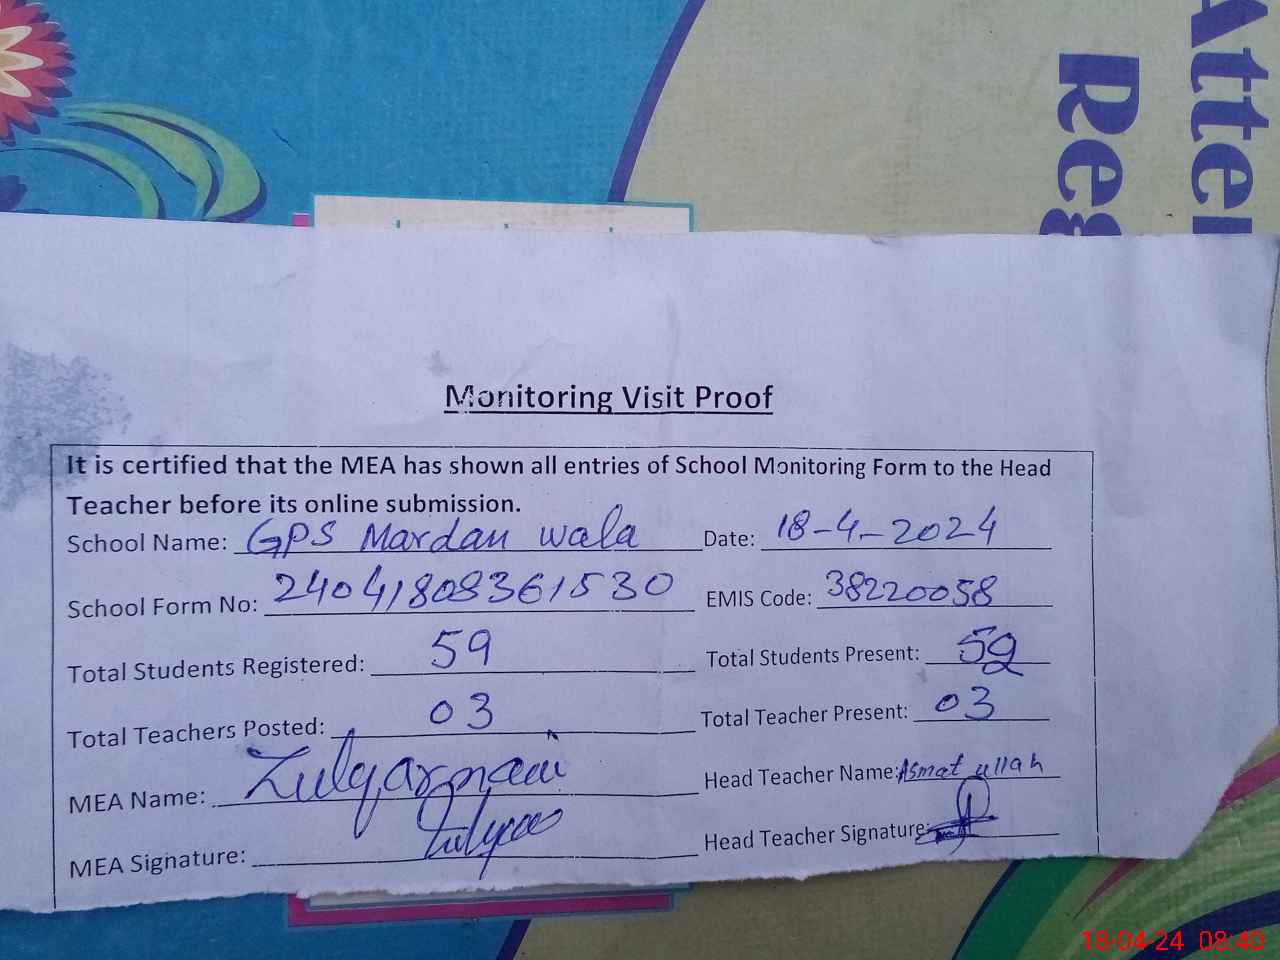 Atten
Reg
Monitoring Visit Proof
It is certified that the MEA has shown all entries of School Monitoring Form to the Head
Teacher before its online submission.
School Name: GPS Mardan wala Date: 18-4-2024
School Form No: 24041808361530 EMIS Code: 38220058
Total Students Registered: 59 Total Students Present: 59
Total Teachers Posted: 03 Total Teacher Present: 03
MEA Name: Zulqarnain Head Teacher Name: Asmat ullah
MEA Signature: Head Teacher Signature:
18-04-24 08:40